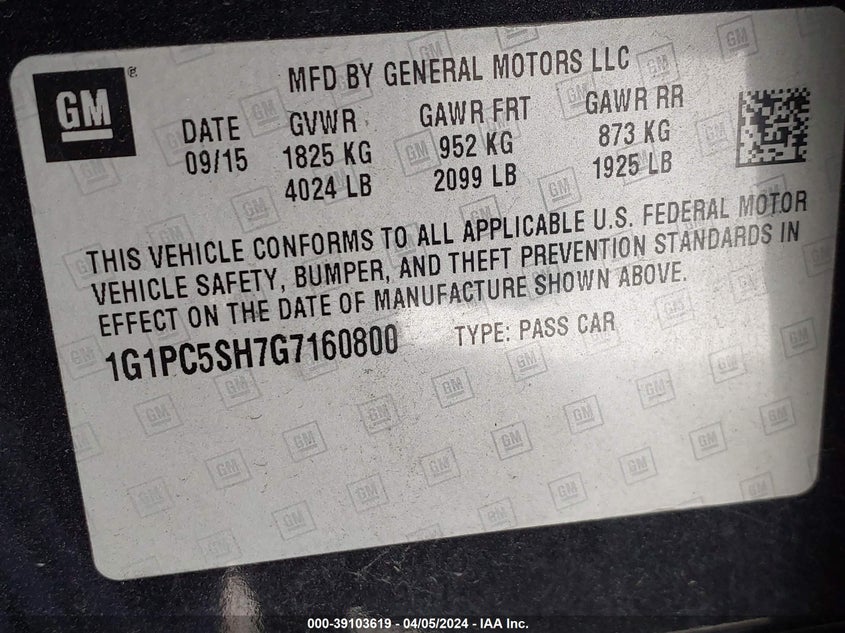 GM
MFD BY GENERAL MOTORS LLC
DATE GVWR GAWR FRT GAWR RR
09/15 1825 KG 952 KG 873 KG
4024 LB 2099 LB 1925 LB
THIS VEHICLE CONFORMS TO ALL APPLICABLE U.S. FEDERAL MOTOR
VEHICLE SAFETY, BUMPER, AND THEFT PREVENTION STANDARDS IN
EFFECT ON THE DATE OF MANUFACTURE SHOWN ABOVE.
1G1PC5SH7G7160800 TYPE: PASS CAR
000-39103619 - 04/05/2024 - IAA Inc.